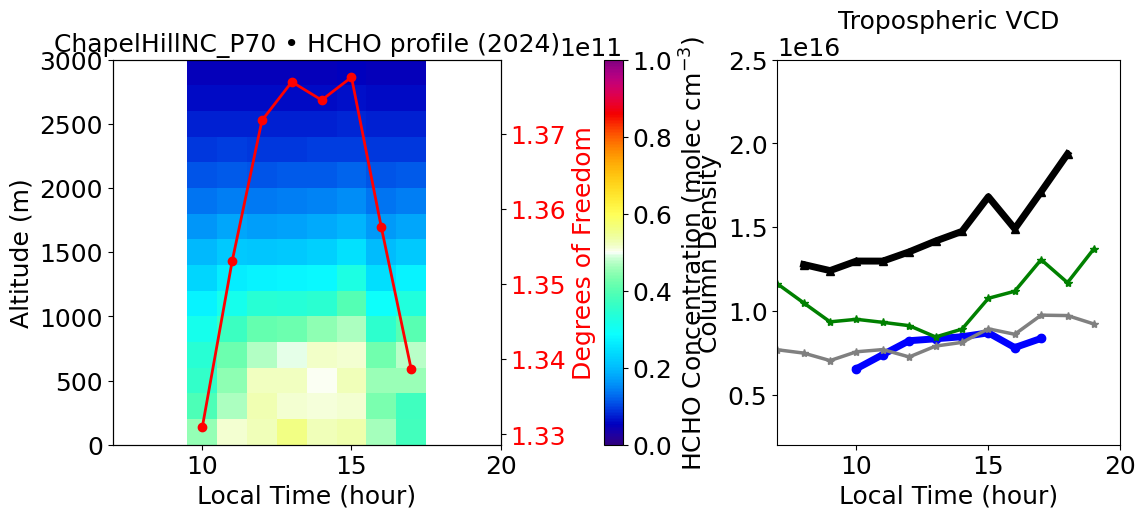 ChapelHillNC_P70 • HCHO profile (2024)
1e11
3000
2500
2000
1500
1000
500
0
Altitude (m)
10
15
20
Local Time (hour)
1.37
1.36
1.35
1.34
1.33
Degrees of Freedom
1.0
0.8
0.6
0.4
0.2
0.0
HCHO Concentration (molec cm⁻³)
Tropospheric VCD
1e16
2.5
2.0
1.5
1.0
0.5
Column Density
10
15
20
Local Time (hour)